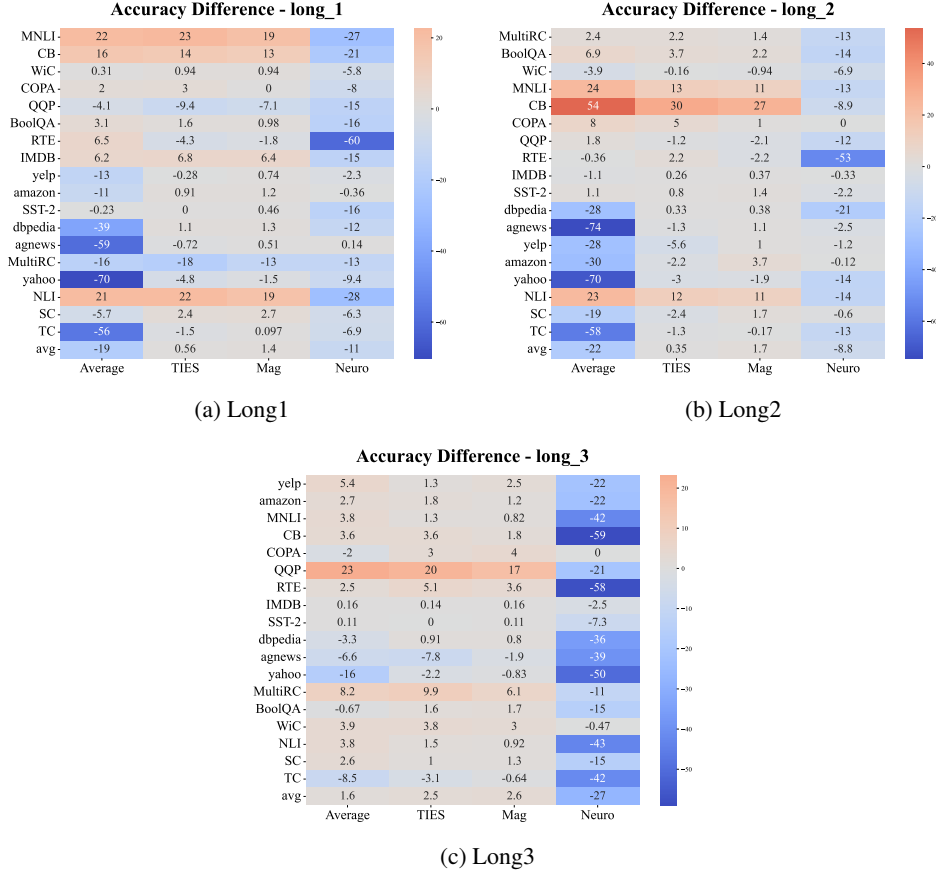 Accuracy Difference - long_1
MNLI 22 23 19 -27
CB 16 14 13 -21
WiC 0.31 0.94 0.94 -5.8
COPA 2 3 0 -8
QQP -4.1 -9.4 -7.1 -15
BoolQA 3.1 1.6 0.98 -16
RTE 6.5 -4.3 -1.8 -60
IMDB 6.2 6.8 6.4 -15
yelp -13 -0.28 0.74 -2.3
amazon -11 0.91 1.2 -0.36
SST-2 -0.23 0 0.46 -16
dbpedia -39 1.1 1.3 -12
agnews -59 -0.72 0.51 0.14
MultiRC -16 -18 -13 -13
yahoo -70 -4.8 -1.5 -9.4
NLI 21 22 19 -28
SC -5.7 2.4 2.7 -6.3
TC -56 -1.5 0.097 -6.9
avg -19 0.56 1.4 -11
Average TIES Mag Neuro
20
0
-20
-40
-60
(a) Long1
Accuracy Difference - long_2
MultiRC 2.4 2.2 1.4 -13
BoolQA 6.9 3.7 2.2 -14
WiC -3.9 -0.16 -0.94 -6.9
MNLI 24 13 11 -13
CB 54 30 27 -8.9
COPA 8 5 1 0
QQP 1.8 -1.2 -2.1 -12
RTE -0.36 2.2 -2.2 -53
IMDB -1.1 0.26 0.37 -0.33
SST-2 1.1 0.8 1.4 -2.2
dbpedia -28 0.33 0.38 -21
agnews -74 -1.3 1.1 -2.5
yelp -28 -5.6 1 -1.2
amazon -30 -2.2 3.7 -0.12
yahoo -70 -3 -1.9 -14
NLI 23 12 11 -14
SC -19 -2.4 1.7 -0.6
TC -58 -1.3 -0.17 -13
avg -22 0.35 1.7 -8.8
Average TIES Mag Neuro
40
20
0
-20
-40
-60
(b) Long2
Accuracy Difference - long_3
yelp 5.4 1.3 2.5 -22
amazon 2.7 1.8 1.2 -22
MNLI 3.8 1.3 0.82 -42
CB 3.6 3.6 1.8 -59
COPA -2 3 4 0
QQP 23 20 17 -21
RTE 2.5 5.1 3.6 -58
IMDB 0.16 0.14 0.16 -2.5
SST-2 0.11 0 0.11 -7.3
dbpedia -3.3 0.91 0.8 -36
agnews -6.6 -7.8 -1.9 -39
yahoo -16 -2.2 -0.83 -50
MultiRC 8.2 9.9 6.1 -11
BoolQA -0.67 1.6 1.7 -15
WiC 3.9 3.8 3 -0.47
NLI 3.8 1.5 0.92 -43
SC 2.6 1 1.3 -15
TC -8.5 -3.1 -0.64 -42
avg 1.6 2.5 2.6 -27
Average TIES Mag Neuro
20
10
0
-10
-20
-30
-40
-50
(c) Long3